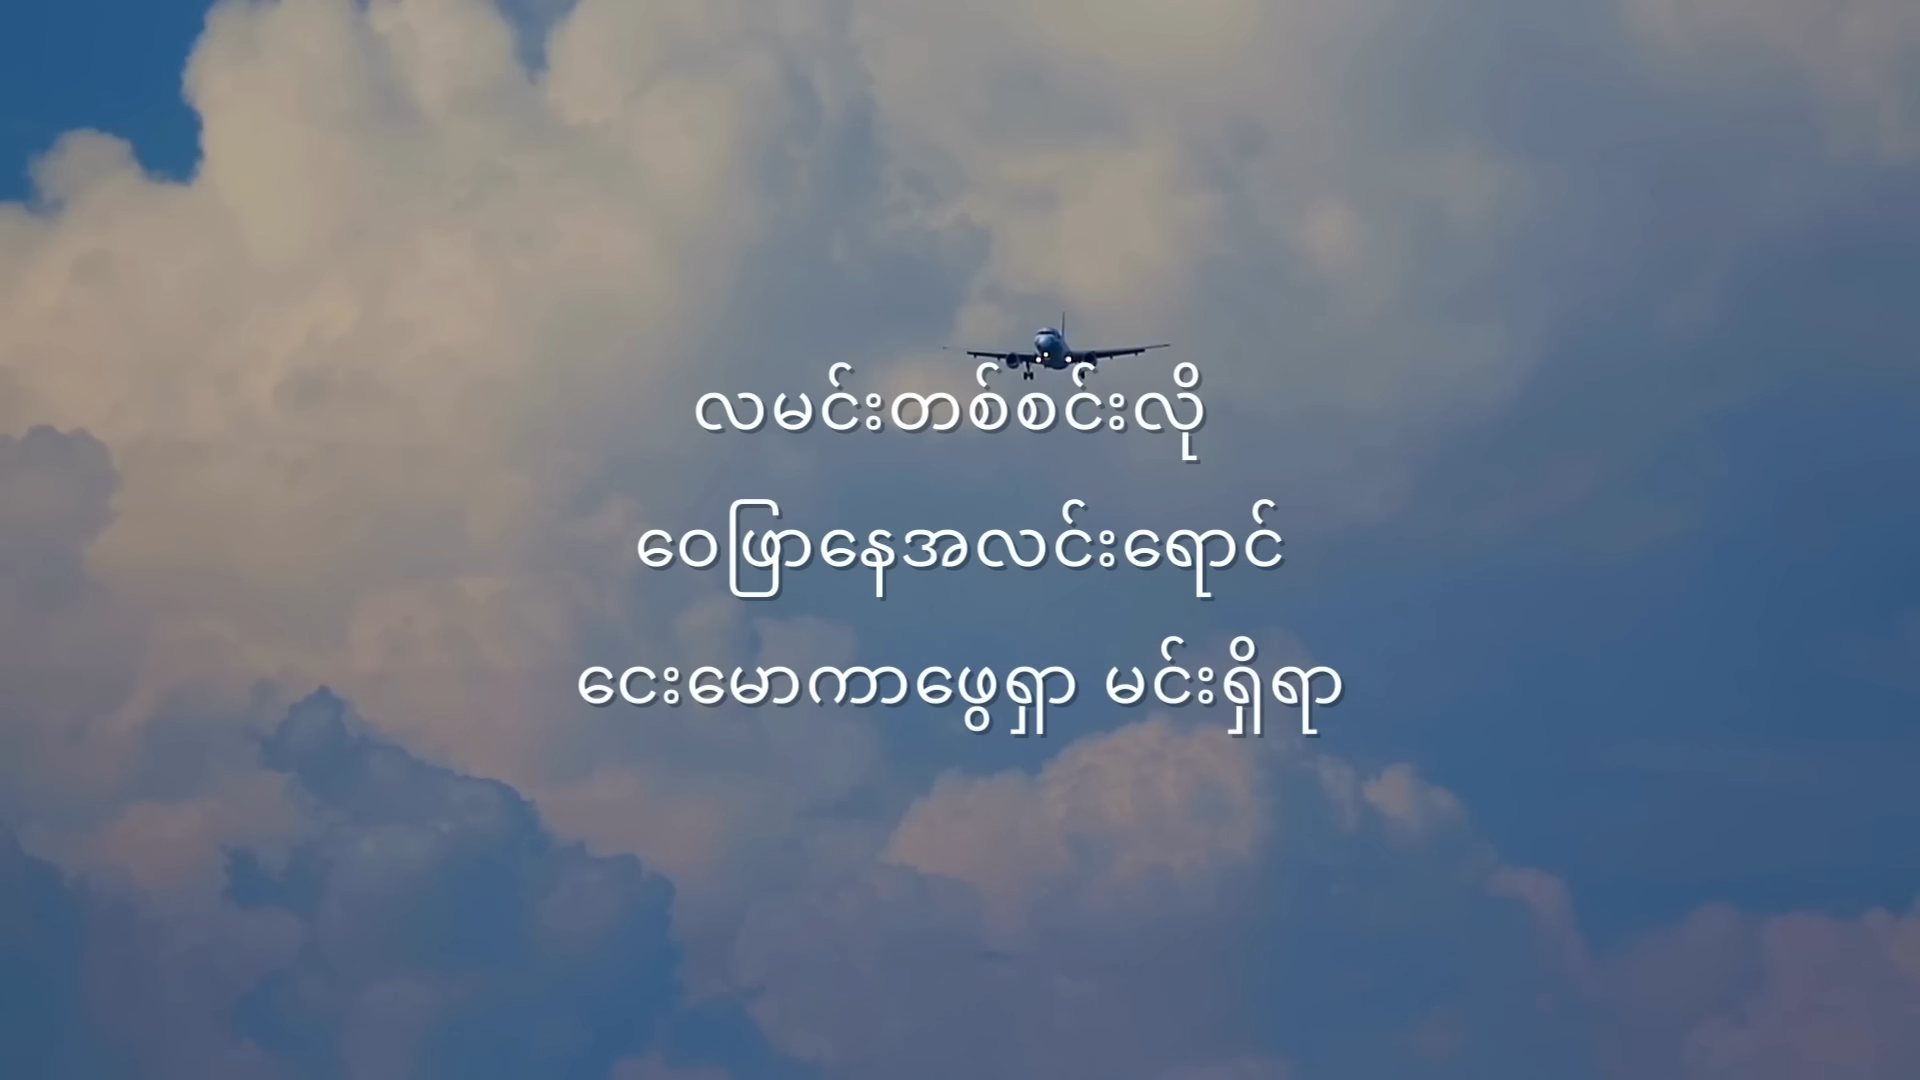 လမင်းတစ်စင်းလို
ဝေဖြာနေအလင်းရောင်
ငေးမောကာဖွေရှာ မင်းရှိရာ